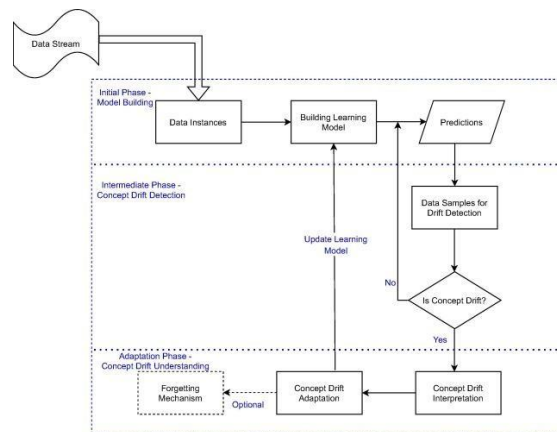 Data Stream
Initial Phase -
Model Building
Data Instances
Building Learning
Model
Predictions
Intermediate Phase -
Concept Drift Detection
Data Samples for
Drift Detection
Update Learning
Model
No
Is Concept Drift?
Yes
Adaptation Phase -
Concept Drift Understanding
Forgetting
Mechanism
Optional
Concept Drift
Adaptation
Concept Drift
Interpretation